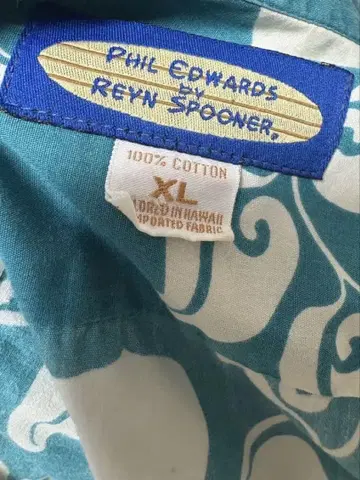 PHIL EDWARDS
BY
REYN SPOONER.
100% COTTON
XL
IN HAWAII
FABRIC